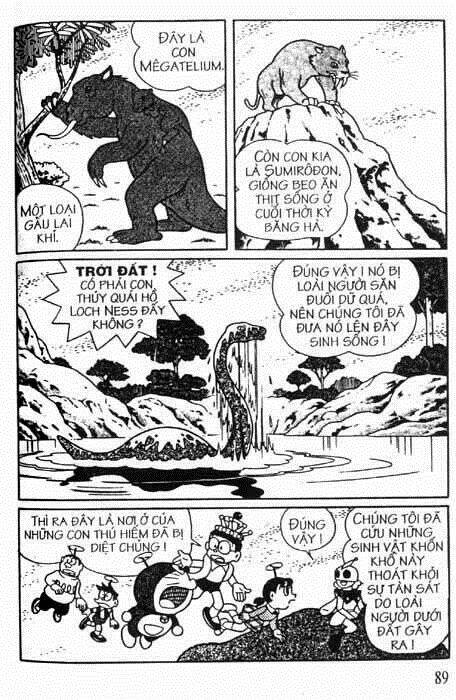 ĐÂY LÀ
CON
MÊGATELIUM.
MỘT LOẠI
GẤU LAI
KHỈ.
CÒN CON KIA
LÀ SUMIRÔĐON,
GIỐNG BEO ĂN
THỊT SỐNG Ở
CUỐI THỜI KỲ
BĂNG HÀ.
TRỜI ĐẤT !
CÓ PHẢI CON
THỦY QUÁI HỒ
LOCH NESS ĐẤY
KHÔNG ?
ĐÚNG VẬY ! NÓ BỊ
LOÀI NGƯỜI SĂN
ĐUỔI DỮ QUÁ,
NÊN CHÚNG TÔI ĐÃ
ĐƯA NÓ LÊN ĐÂY
SINH SỐNG !
THÌ RA ĐÂY LÀ NƠI Ở CỦA
NHỮNG CON THÚ HIẾM ĐÃ BỊ
DIỆT CHỦNG !
ĐÚNG
VẬY !
CHÚNG TÔI ĐÃ
CỨU NHỮNG
SINH VẬT KHỐN
KHỔ NÀY
THOÁT KHỎI
SỰ TÀN SÁT
DO LOÀI
NGƯỜI DƯỚI
ĐẤT GÂY
RA !
89